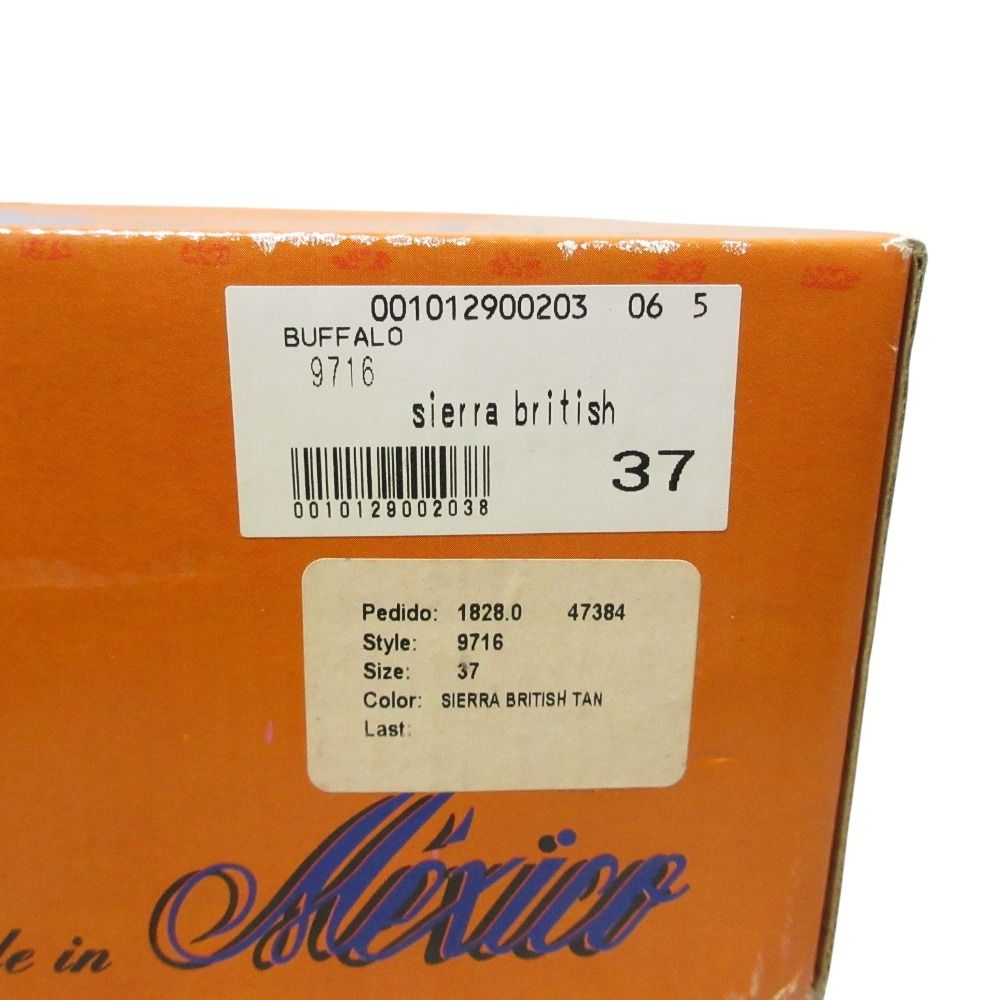 001012900203 06 5
BUFFALO
9716
sierra british
37
0010129002038
Pedido: 1828.0 47384
Style: 9716
Size: 37
Color: SIERRA BRITISH TAN
Last:
in México